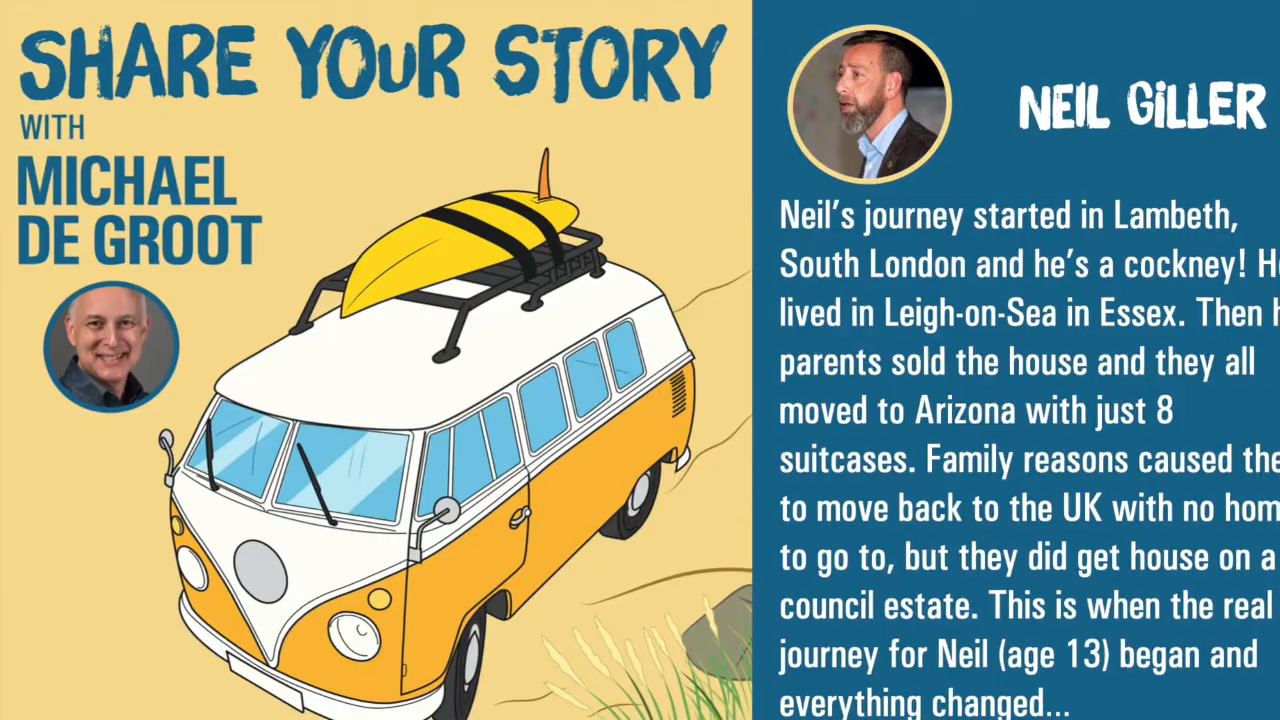 SHARE YOUR STORY
WITH
MICHAEL
DE GROOT
NEIL GILLER
Neil's journey started in Lambeth,
South London and he's a cockney!
lived in Leigh-on-Sea in Essex. Then
parents sold the house and they all
moved to Arizona with just 8
suitcases. Family reasons caused
to move back to the UK with no
to go to, but they did get house on a
council estate. This is when the real
journey for Neil (age 13) began and
everything changed...